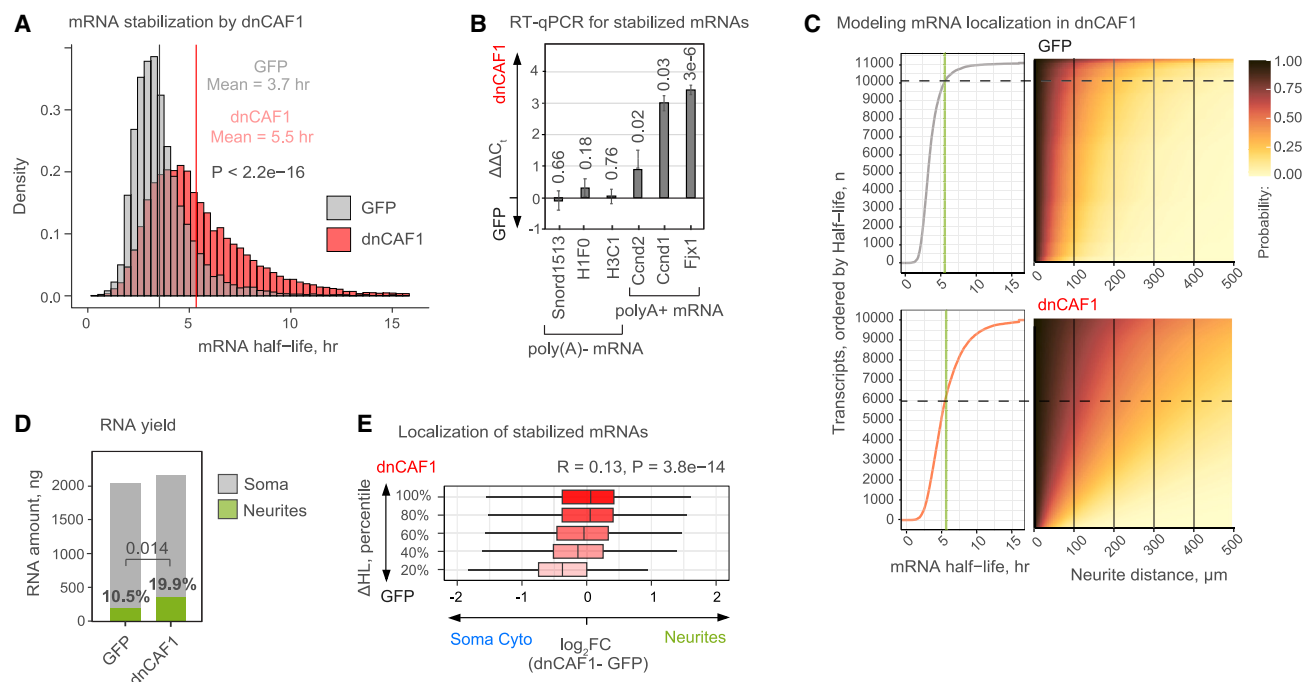 A
mRNA stabilization by dnCAF1
Density
0.3
0.2
0.1
0.0
GFP
Mean = 3.7 hr
dnCAF1
Mean = 5.5 hr
P < 2.2e−16
GFP
dnCAF1
0
5
10
15
mRNA half-life, hr
B
RT-qPCR for stabilized mRNAs
dnCAF1
ΔΔCt
GFP
4
3
2
1
0
-1
0.66
0.18
0.76
0.02
0.03
3e-6
Snord1513
H1F0
H3C1
Ccnd2
Ccnd1
Fjx1
polyA+ mRNA
poly(A)- mRNA
C
Modeling mRNA localization in dnCAF1
GFP
Transcripts, ordered by Half−life, n
11000
10000
9000
8000
7000
6000
5000
4000
3000
2000
1000
0
0
5
10
15
0
100
200
300
400
500
Probability:
1.00
0.75
0.50
0.25
0.00
dnCAF1
10000
9000
8000
7000
6000
5000
4000
3000
2000
1000
0
0
5
10
15
mRNA half-life, hr
0
100
200
300
400
500
Neurite distance, µm
D
RNA yield
RNA amount, ng
2000
1500
1000
500
0
0.014
10.5%
19.9%
GFP
dnCAF1
Soma
Neurites
E
Localization of stabilized mRNAs
dnCAF1
R = 0.13, P = 3.8e−14
ΔHL, percentile
100%
80%
60%
40%
20%
GFP
-2
-1
0
1
2
Soma Cyto
log2FC
(dnCAF1- GFP)
Neurites